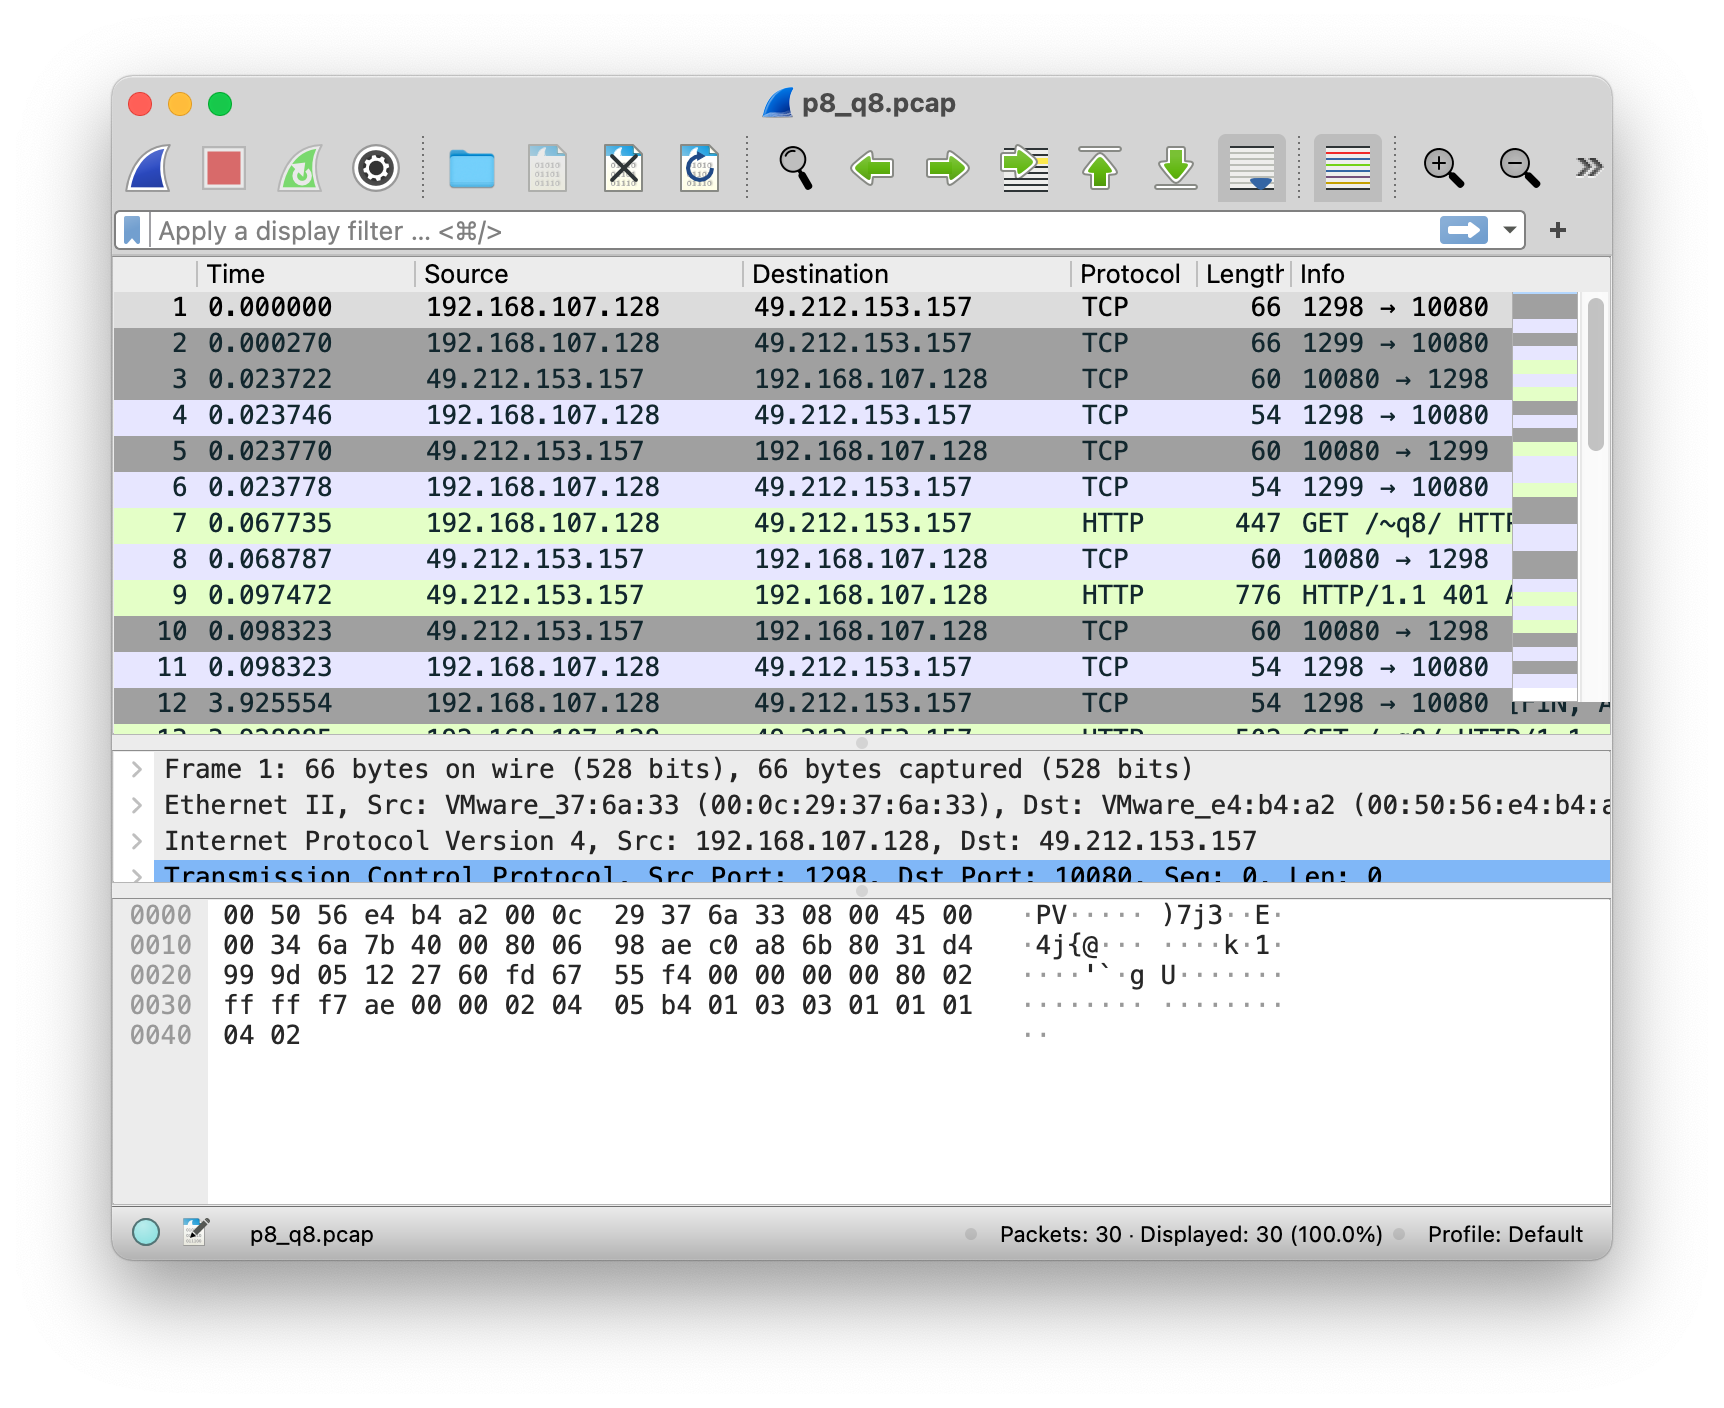 p8_q8.pcap
Apply a display filter ... <⌘/>
+
Time Source Destination Protocol Length Info
1 0.000000 192.168.107.128 49.212.153.157 TCP 66 1298 → 10080
2 0.000270 192.168.107.128 49.212.153.157 TCP 66 1299 → 10080
3 0.023722 49.212.153.157 192.168.107.128 TCP 60 10080 → 1298
4 0.023746 192.168.107.128 49.212.153.157 TCP 54 1298 → 10080
5 0.023770 49.212.153.157 192.168.107.128 TCP 60 10080 → 1299
6 0.023778 192.168.107.128 49.212.153.157 TCP 54 1299 → 10080
7 0.067735 192.168.107.128 49.212.153.157 HTTP 447 GET /~q8/ HTTP
8 0.068787 49.212.153.157 192.168.107.128 TCP 60 10080 → 1298
9 0.097472 49.212.153.157 192.168.107.128 HTTP 776 HTTP/1.1 401 A
10 0.098323 49.212.153.157 192.168.107.128 TCP 60 10080 → 1298
11 0.098323 192.168.107.128 49.212.153.157 TCP 54 1298 → 10080
12 3.925554 192.168.107.128 49.212.153.157 TCP 54 1298 → 10080 [FIN, A
Frame 1: 66 bytes on wire (528 bits), 66 bytes captured (528 bits)
Ethernet II, Src: VMware_37:6a:33 (00:0c:29:37:6a:33), Dst: VMware_e4:b4:a2 (00:50:56:e4:b4:a
Internet Protocol Version 4, Src: 192.168.107.128, Dst: 49.212.153.157
Transmission Control Protocol, Src Port: 1298, Dst Port: 10080, Seq: 0, Len: 0
0000 00 50 56 e4 b4 a2 00 0c 29 37 6a 33 08 00 45 00 ·PV····· )7j3··E·
0010 00 34 6a 7b 40 00 80 06 98 ae c0 a8 6b 80 31 d4 ·4j{@··· ····k·1·
0020 99 9d 05 12 27 60 fd 67 55 f4 00 00 00 00 80 02 ····'`·g U·······
0030 ff ff f7 ae 00 00 02 04 05 b4 01 03 03 01 01 01 ········ ········
0040 04 02 ··
p8_q8.pcap Packets: 30 · Displayed: 30 (100.0%) Profile: Default